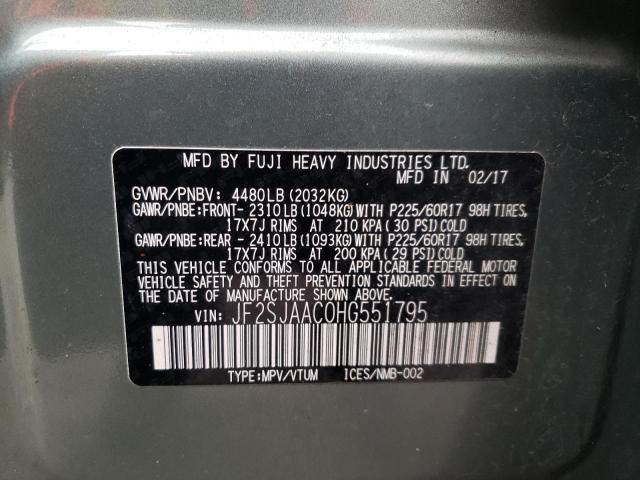 MFD BY FUJI HEAVY INDUSTRIES LTD.
MFD IN 02/17
GVWR/PNBV: 4480LB (2032KG)
GAWR/PNBE:FRONT- 2310LB (1048KG) WITH P225/60R17 98H TIRES,
17X7J RIMS AT 210 KPA ( 30 PSI) COLD
GAWR/PNBE:REAR - 2410LB (1093KG) WITH P225/60R17 98H TIRES,
17X7J RIMS AT 200 KPA ( 29 PSI) COLD
THIS VEHICLE CONFORMS TO ALL APPLICABLE FEDERAL MOTOR
VEHICLE SAFETY AND THEFT PREVENTION STANDARDS IN EFFECT ON
THE DATE OF MANUFACTURE SHOWN ABOVE.
VIN: JF2SJAAC0HG551795
TYPE:MPV/VTUM ICES/NMB-002